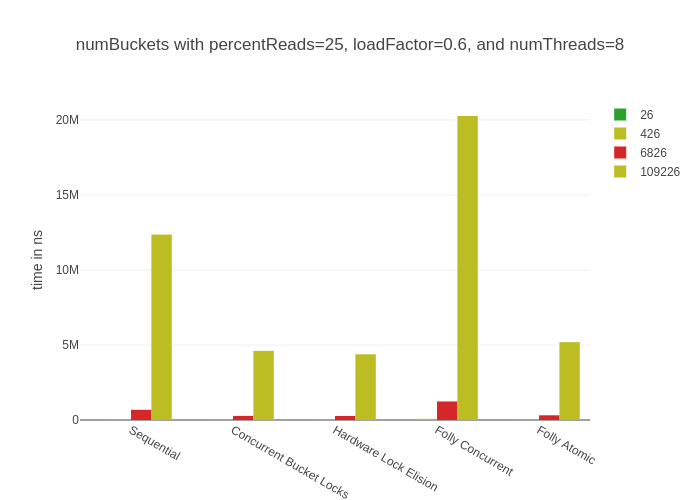 numBuckets with percentReads=25, loadFactor=0.6, and numThreads=8
26
426
6826
109226
time in ns
20M
15M
10M
5M
0
Sequential
Concurrent Bucket Locks
Hardware Lock Elision
Folly Concurrent
Folly Atomic